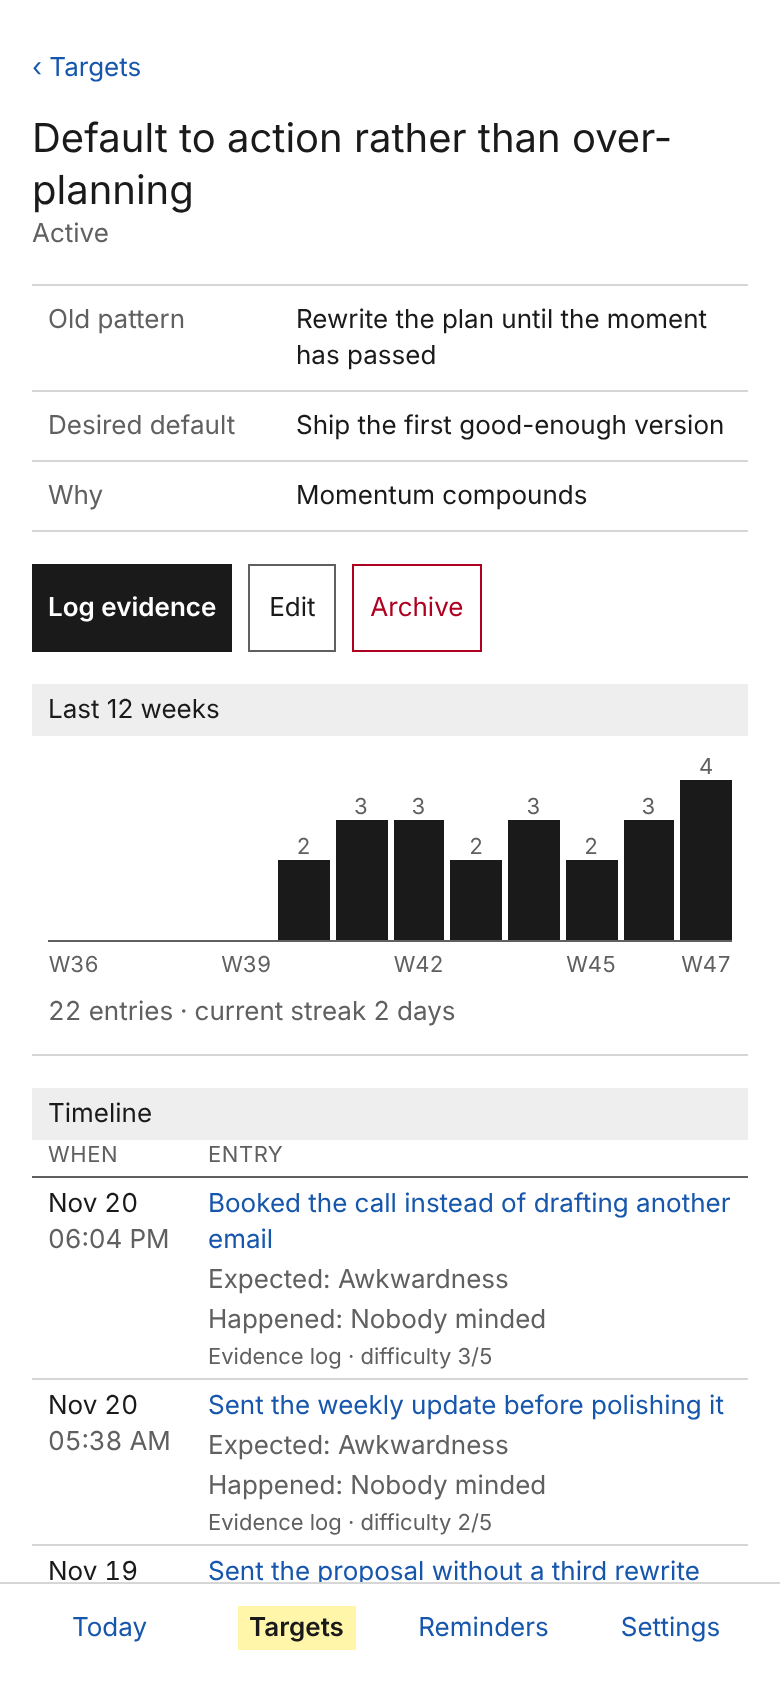 ‹ Targets
Default to action rather than over-
planning
Active
Old pattern
Rewrite the plan until the moment
has passed
Desired default
Ship the first good-enough version
Why
Momentum compounds
Log evidence
Edit
Archive
Last 12 weeks
2
3
3
2
3
2
3
4
W36
W39
W42
W45
W47
22 entries · current streak 2 days
Timeline
WHEN
ENTRY
Nov 20
06:04 PM
Booked the call instead of drafting another
email
Expected: Awkwardness
Happened: Nobody minded
Evidence log · difficulty 3/5
Nov 20
05:38 AM
Sent the weekly update before polishing it
Expected: Awkwardness
Happened: Nobody minded
Evidence log · difficulty 2/5
Nov 19
Sent the proposal without a third rewrite
Today
Targets
Reminders
Settings